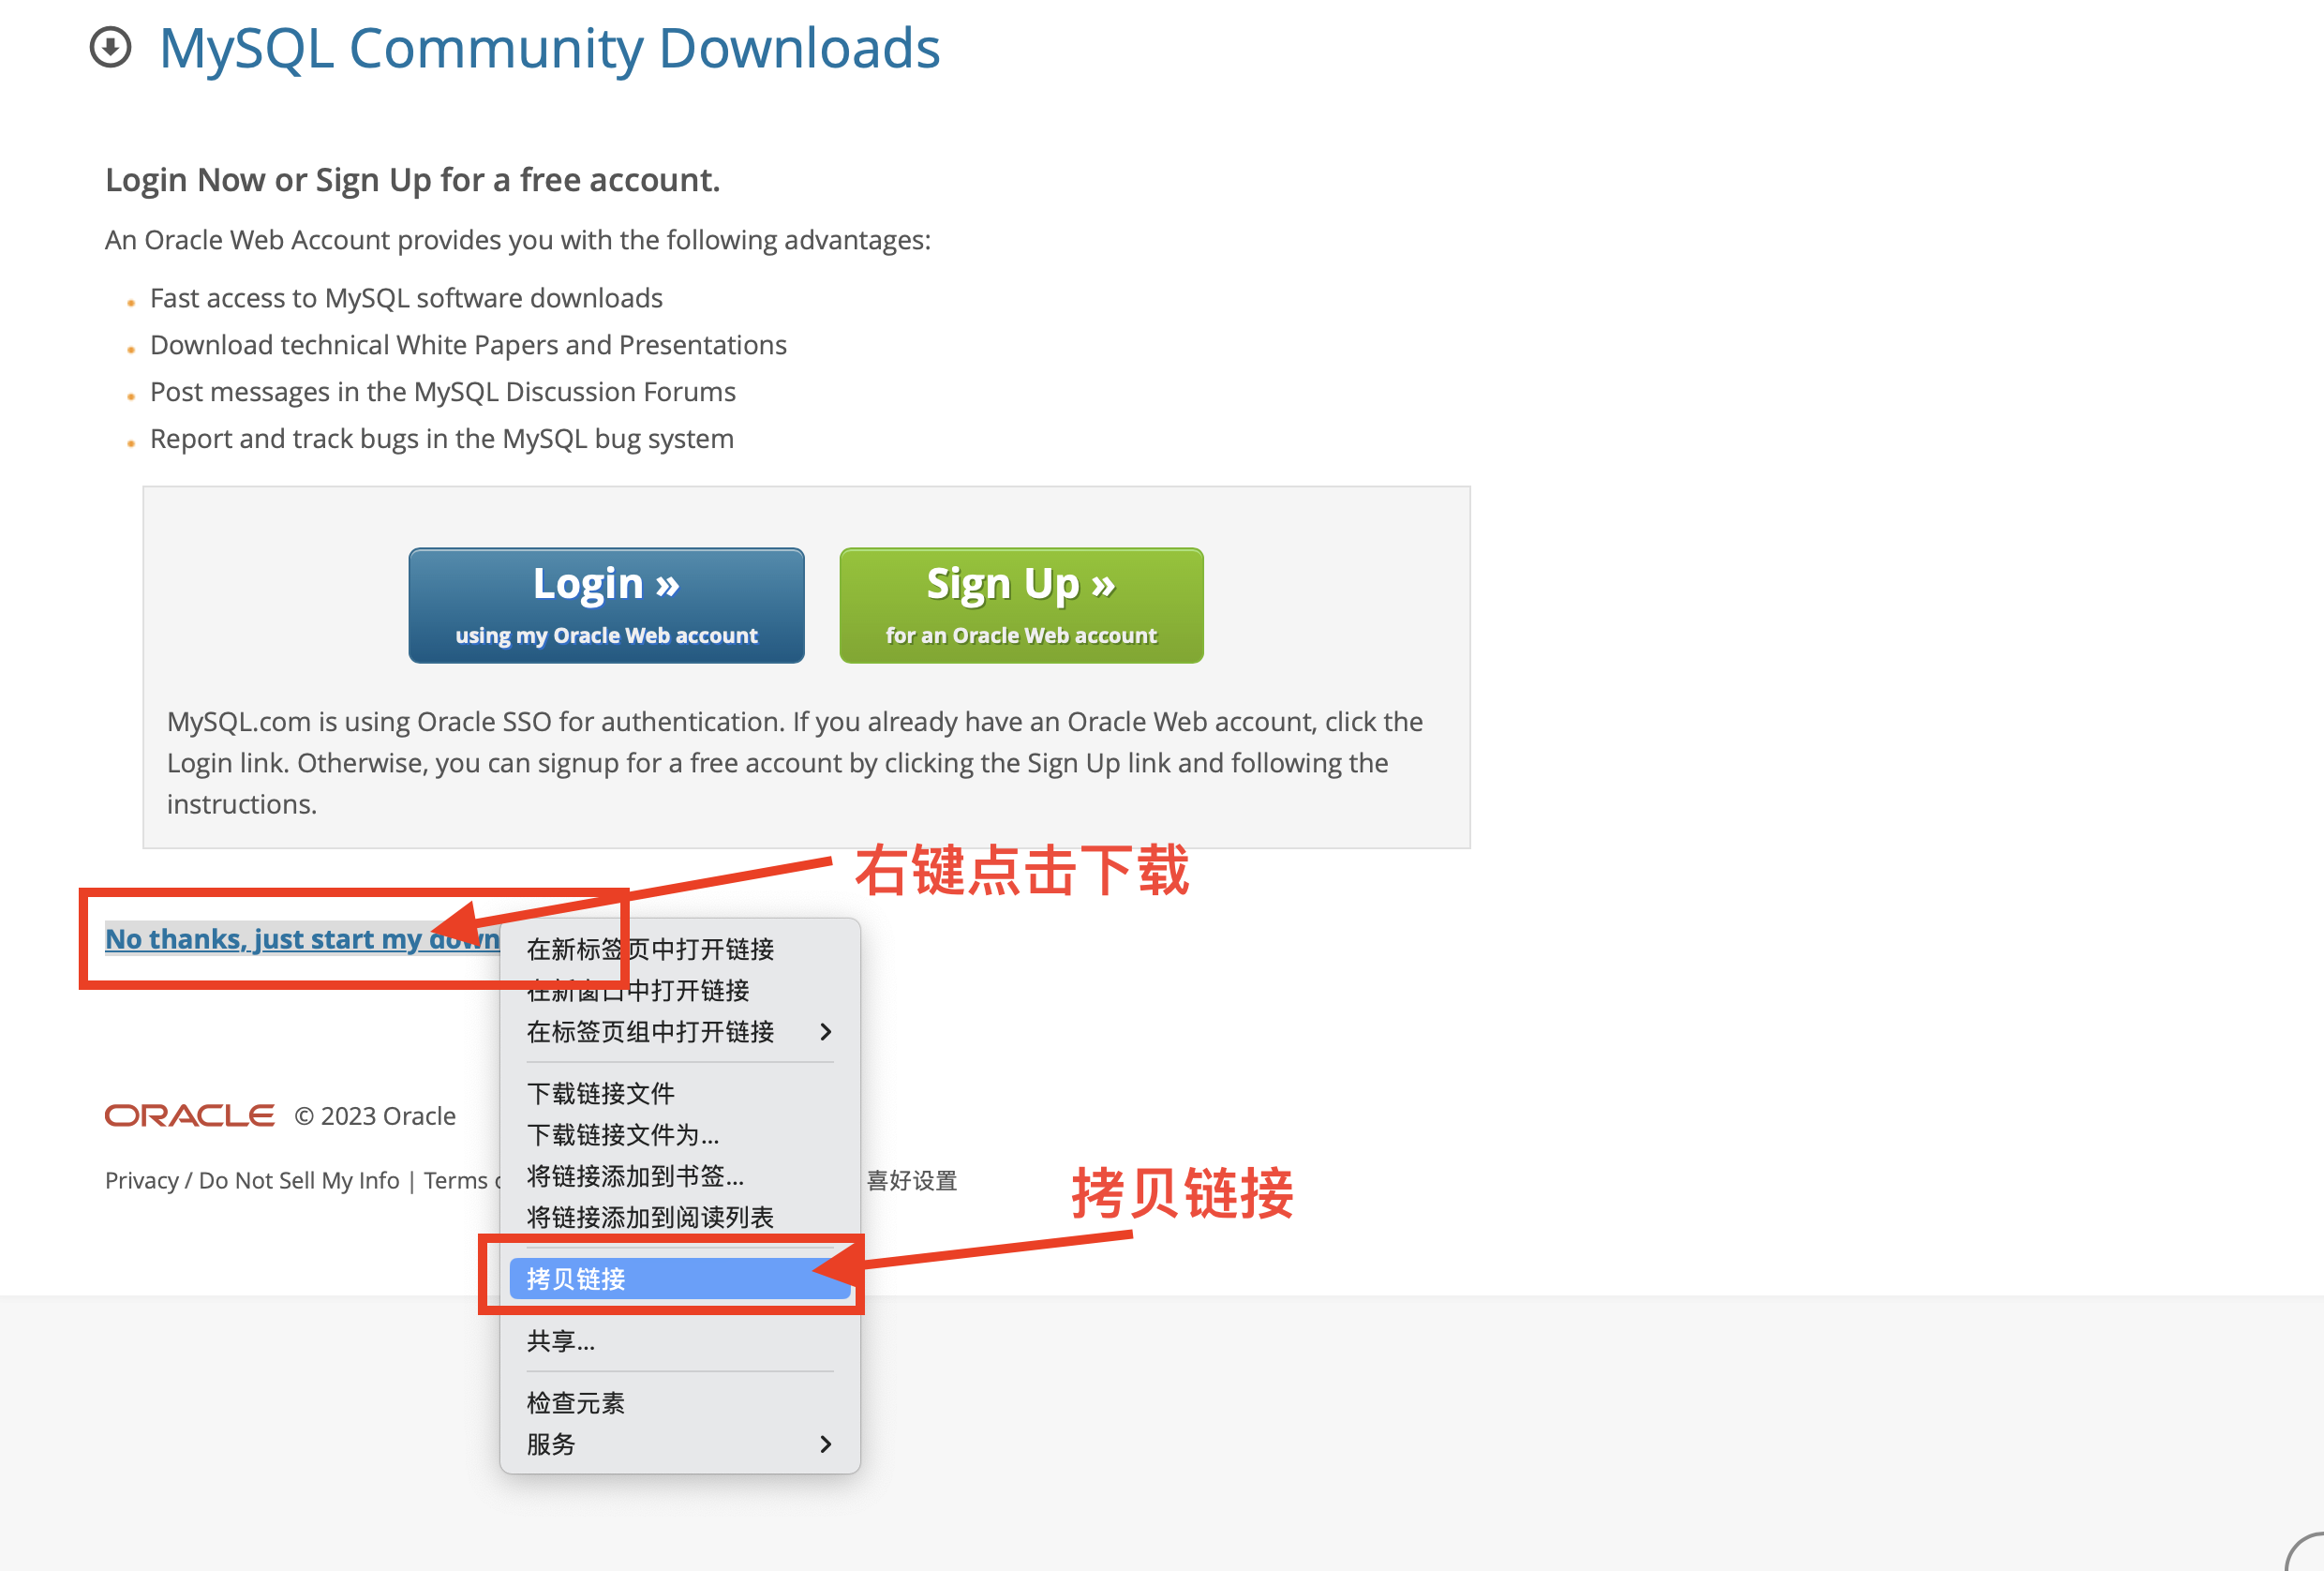 MySQL Community Downloads
Login Now or Sign Up for a free account.
An Oracle Web Account provides you with the following advantages:
Fast access to MySQL software downloads
Download technical White Papers and Presentations
Post messages in the MySQL Discussion Forums
Report and track bugs in the MySQL bug system
Login »
using my Oracle Web account
Sign Up »
for an Oracle Web account
MySQL.com is using Oracle SSO for authentication. If you already have an Oracle Web account, click the
Login link. Otherwise, you can signup for a free account by clicking the Sign Up link and following the
instructions.
右键点击下载
No thanks, just start my down
在新标签页中打开链接
在新窗口中打开链接
在标签页组中打开链接
下载链接文件
下载链接文件为...
将链接添加到书签...
将链接添加到阅读列表
拷贝链接
共享...
检查元素
服务
拷贝链接
ORACLE © 2023 Oracle
Privacy / Do Not Sell My Info | Terms
喜好设置